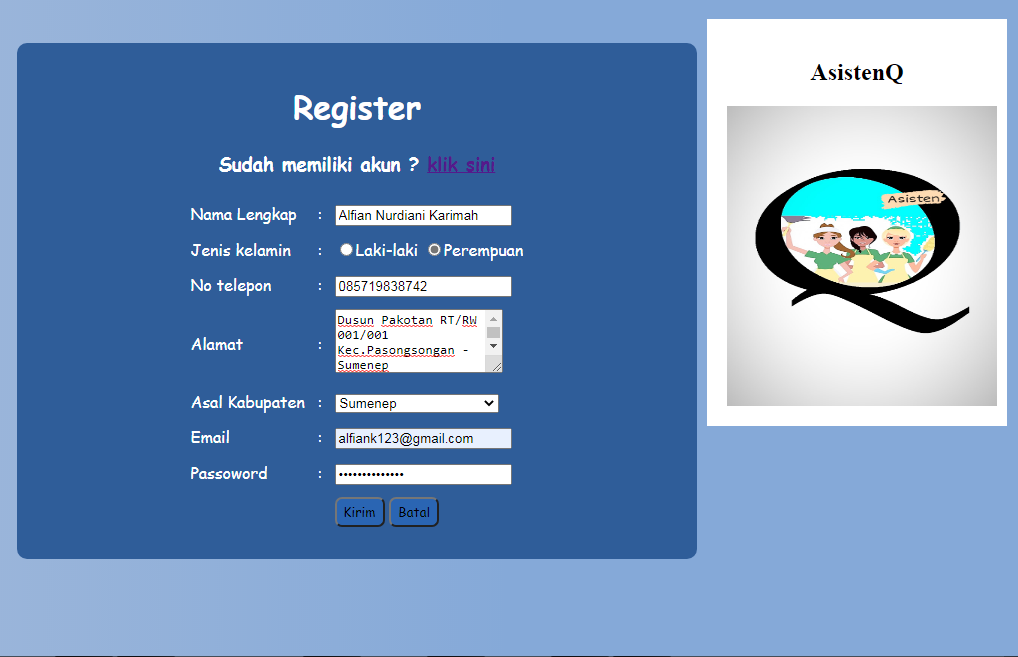 Register
Sudah memiliki akun ? klik sini
Nama Lengkap : Alfian Nurdiani Karimah
Jenis kelamin : Laki-laki Perempuan
No telepon : 085719838742
Alamat : Dusun Pakotan RT/RW
001/001
Kec.Pasongsongan -
Sumenep
Asal Kabupaten : Sumenep
Email : alfiank123@gmail.com
Passoword : ••••••••••••••
Kirim Batal
AsistenQ
Asisten